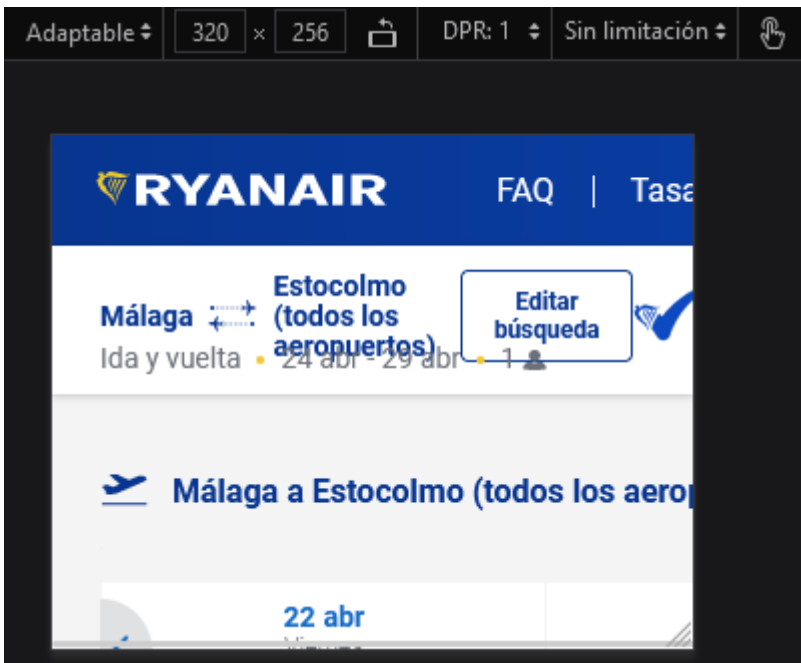 Adaptable 320 × 256 DPR: 1 Sin limitación
RYANAIR FAQ | Tasa
Málaga Estocolmo (todos los aeropuertos) Editar búsqueda
Ida y vuelta • 24 abr - 29 abr • 1
Málaga a Estocolmo (todos los aerop
22 abr